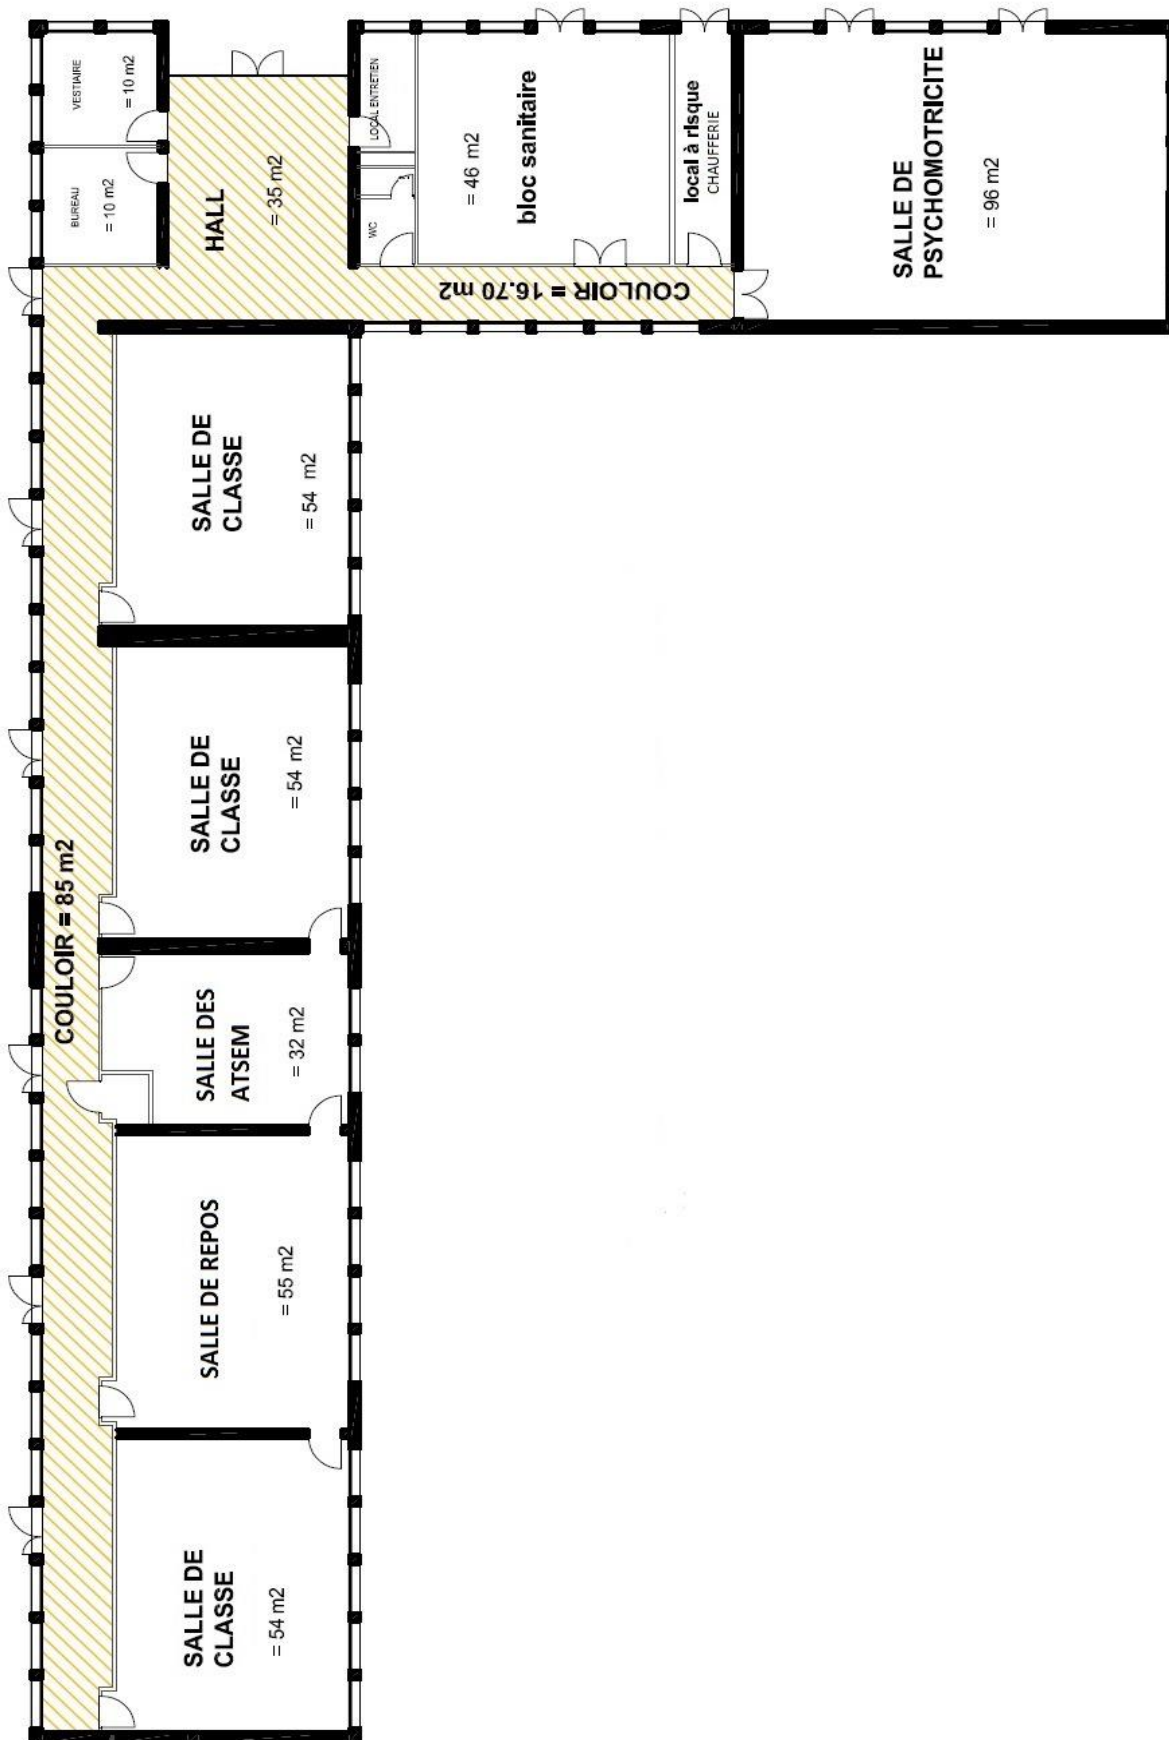 VESTIAIRE
= 10 m2
BUREAU
= 10 m2
HALL
= 35 m2
LOCAL ENTRETIEN
WC
= 46 m2
bloc sanitaire
local à risque
CHAUFFERIE
SALLE DE
PSYCHOMOTRICITE
= 96 m2
COULOIR = 16.70 m2
SALLE DE
CLASSE
= 54 m2
SALLE DE
CLASSE
= 54 m2
COULOIR = 85 m2
SALLE DES
ATSEM
= 32 m2
SALLE DE REPOS
= 55 m2
SALLE DE
CLASSE
= 54 m2